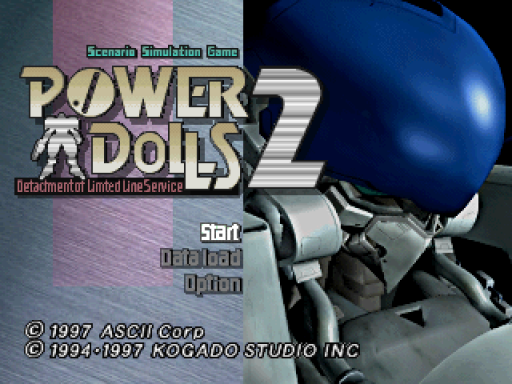 Scenario Simulation Game
POWER
DOLLS 2
Detachment of Limted Line Service
Start
Data load
Option
© 1997 ASCII Corp
© 1994·1997 KOGADO STUDIO INC